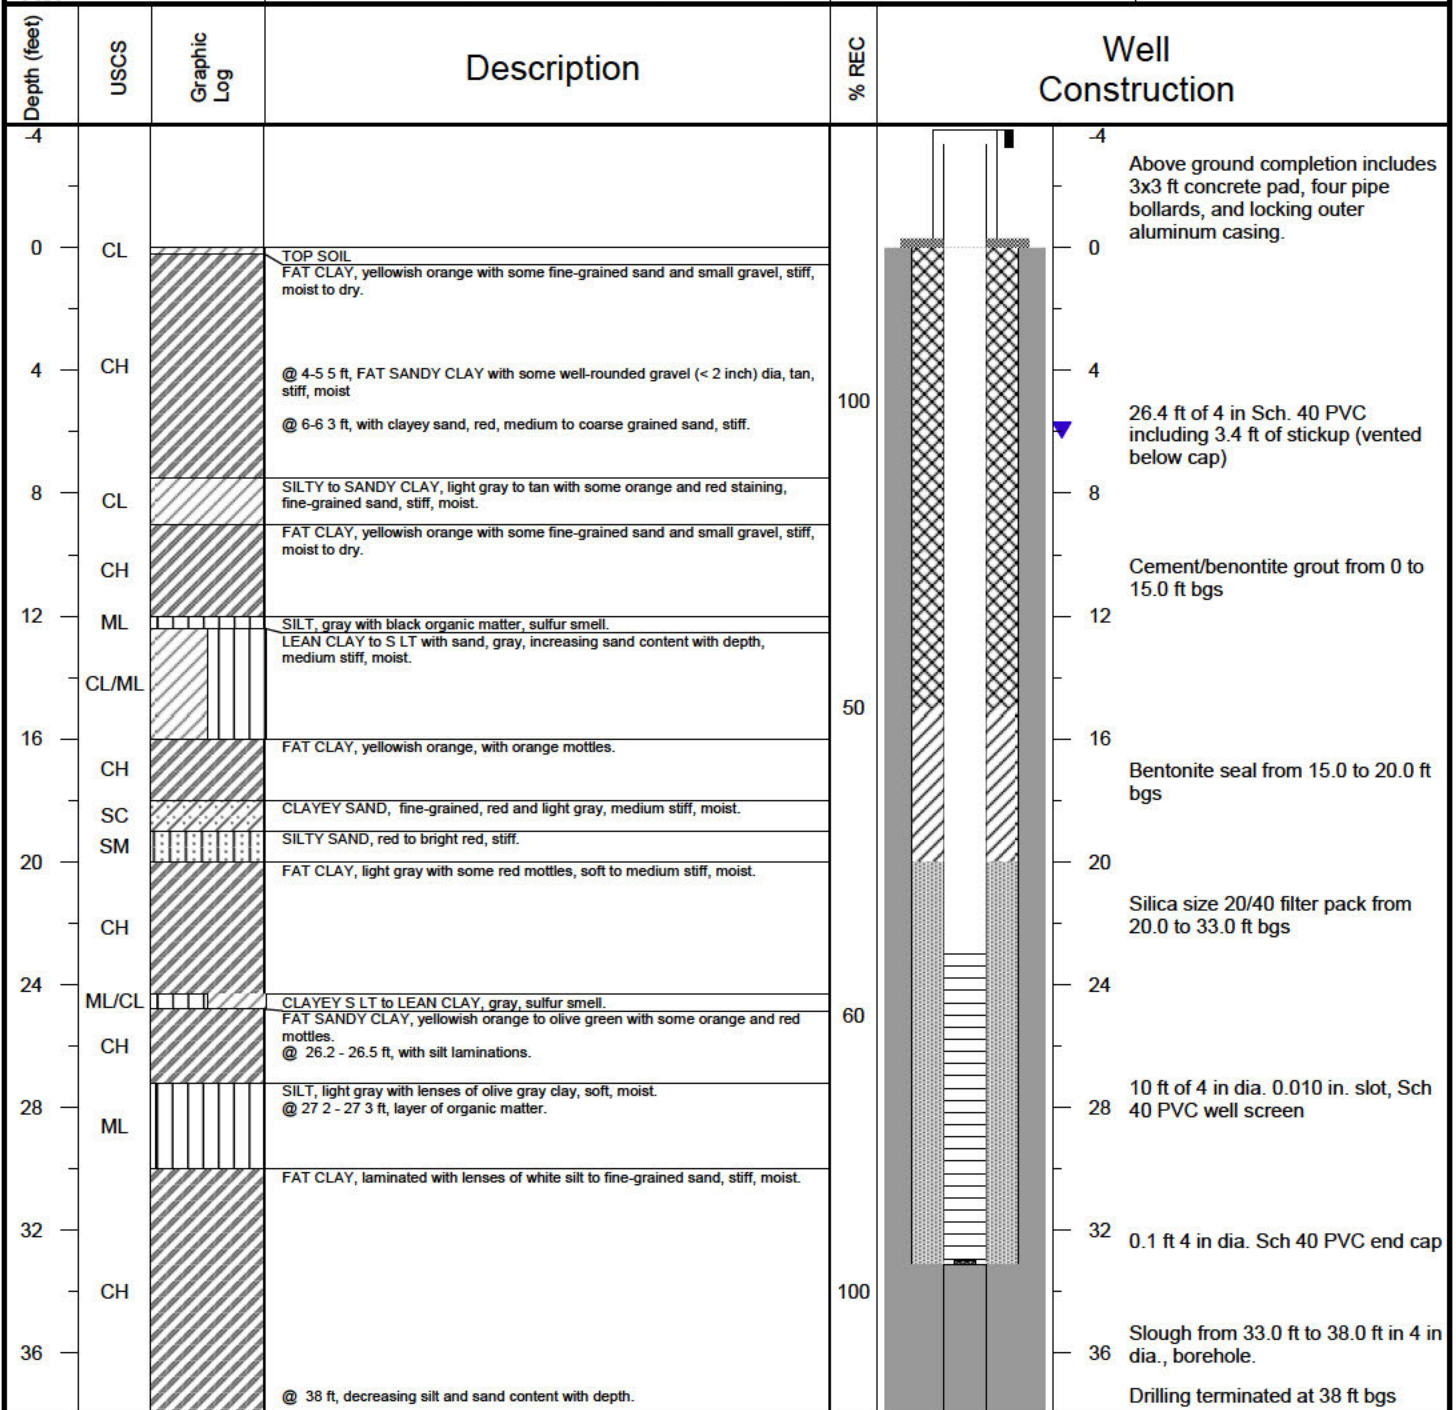 Depth (feet)
USCS
Graphic
Log
Description
% REC
Well
Construction
-4
-4
Above ground completion includes
3x3 ft concrete pad, four pipe
bollards, and locking outer
aluminum casing.
0
CL
0
TOP SOIL
FAT CLAY, yellowish orange with some fine-grained sand and small gravel, stiff,
moist to dry.
4
CH
4
@ 4-5 5 ft, FAT SANDY CLAY with some well-rounded gravel (< 2 inch) dia, tan,
stiff, moist
100
@ 6-6 3 ft, with clayey sand, red, medium to coarse grained sand, stiff.
26.4 ft of 4 in Sch. 40 PVC
including 3.4 ft of stickup (vented
below cap)
8
CL
8
SILTY to SANDY CLAY, light gray to tan with some orange and red staining,
fine-grained sand, stiff, moist.
FAT CLAY, yellowish orange with some fine-grained sand and small gravel, stiff,
moist to dry.
CH
Cement/benontite grout from 0 to
15.0 ft bgs
12
ML
12
SILT, gray with black organic matter, sulfur smell.
LEAN CLAY to S LT with sand, gray, increasing sand content with depth,
medium stiff, moist.
CL/ML
50
16
16
FAT CLAY, yellowish orange, with orange mottles.
CH
Bentonite seal from 15.0 to 20.0 ft
bgs
SC
CLAYEY SAND, fine-grained, red and light gray, medium stiff, moist.
SM
SILTY SAND, red to bright red, stiff.
20
20
FAT CLAY, light gray with some red mottles, soft to medium stiff, moist.
CH
Silica size 20/40 filter pack from
20.0 to 33.0 ft bgs
24
24
ML/CL
CLAYEY S LT to LEAN CLAY, gray, sulfur smell.
60
FAT SANDY CLAY, yellowish orange to olive green with some orange and red
mottles.
CH
@ 26.2 - 26.5 ft, with silt laminations.
SILT, light gray with lenses of olive gray clay, soft, moist.
28
28
@ 27 2 - 27 3 ft, layer of organic matter.
ML
10 ft of 4 in dia. 0.010 in. slot, Sch
40 PVC well screen
FAT CLAY, laminated with lenses of white silt to fine-grained sand, stiff, moist.
32
32
0.1 ft 4 in dia. Sch 40 PVC end cap
CH
100
36
36
Slough from 33.0 ft to 38.0 ft in 4 in
dia., borehole.
@ 38 ft, decreasing silt and sand content with depth.
Drilling terminated at 38 ft bgs